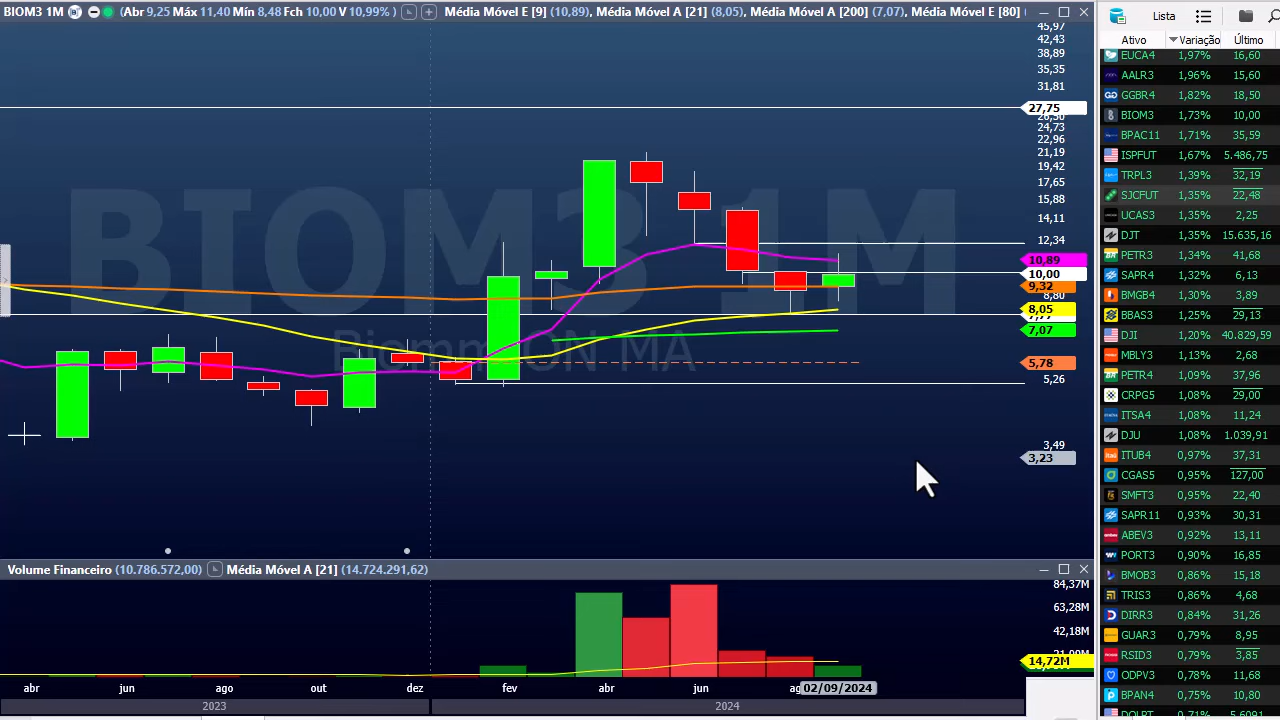 BIOM3 1M (Abr 9,25 Máx 11,40 Mín 8,48 Fch 10,00 V 10,99%) Média Móvel E [9] (10,89), Média Móvel A [21] (8,05), Média Móvel A [200] (7,07), Média Móvel E [80] (
45,97
42,43
38,89
35,35
31,81
27,75
24,73
22,96
21,19
19,42
17,65
15,88
14,11
12,34
10,89
10,00
9,32
8,80
8,05
7,07
5,78
5,26
3,49
3,23
BIOM3 1M
Biomm ON MA
Volume Financeiro (10.786.572,00) Média Móvel A [21] (14.724.291,62)
84,37M
63,28M
42,18M
14,72M
abr jun ago out dez fev abr jun
2023 2024
Lista
Ativo Variação Último
EUCA4 1,97% 16,60
AALR3 1,96% 15,60
GGBR4 1,82% 18,50
BIOM3 1,73% 10,00
BPAC11 1,71% 35,59
ISPFUT 1,67% 5.486,75
TRPL3 1,39% 32,19
SJCFUT 1,35% 22,48
UCAS3 1,35% 2,25
DJT 1,35% 15.635,16
PETR3 1,34% 41,68
SAPR4 1,32% 6,13
BMGB4 1,30% 3,89
BBAS3 1,25% 29,13
DJI 1,20% 40.829,59
MBLY3 1,13% 2,68
PETR4 1,09% 37,96
CRPG5 1,08% 29,00
ITSA4 1,08% 11,24
DJU 1,08% 1.039,91
ITUB4 0,97% 37,31
CGAS5 0,95% 127,00
SMFT3 0,95% 22,40
SAPR11 0,93% 30,31
ABEV3 0,92% 13,11
PORT3 0,90% 16,85
BMOB3 0,86% 15,18
TRIS3 0,86% 4,68
DIRR3 0,84% 31,26
GUAR3 0,79% 8,95
RSID3 0,79% 3,85
ODPV3 0,78% 11,68
BPAN4 0,75% 10,80
DOLPT 0,71% 5,6091